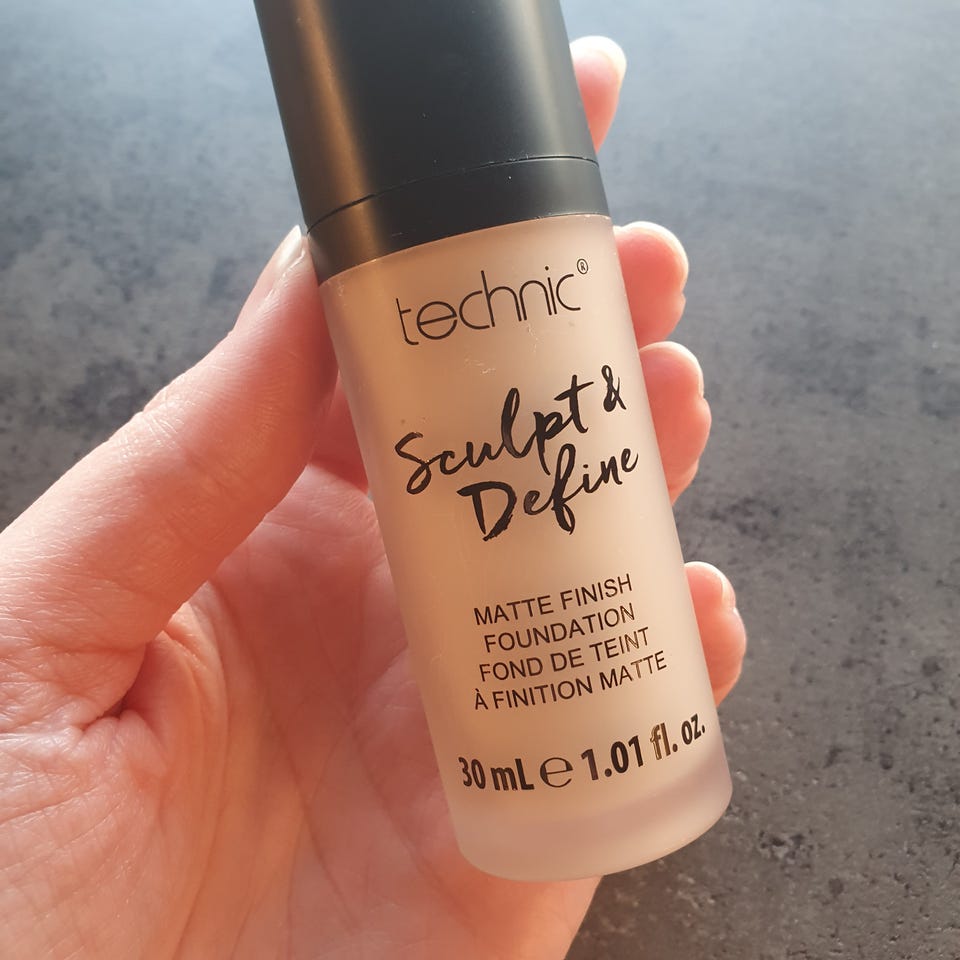 technic®
Sculpt &
Define
MATTE FINISH
FOUNDATION
FOND DE TEINT
À FINITION MATTE
30 mL ℮ 1.01 fl. oz.